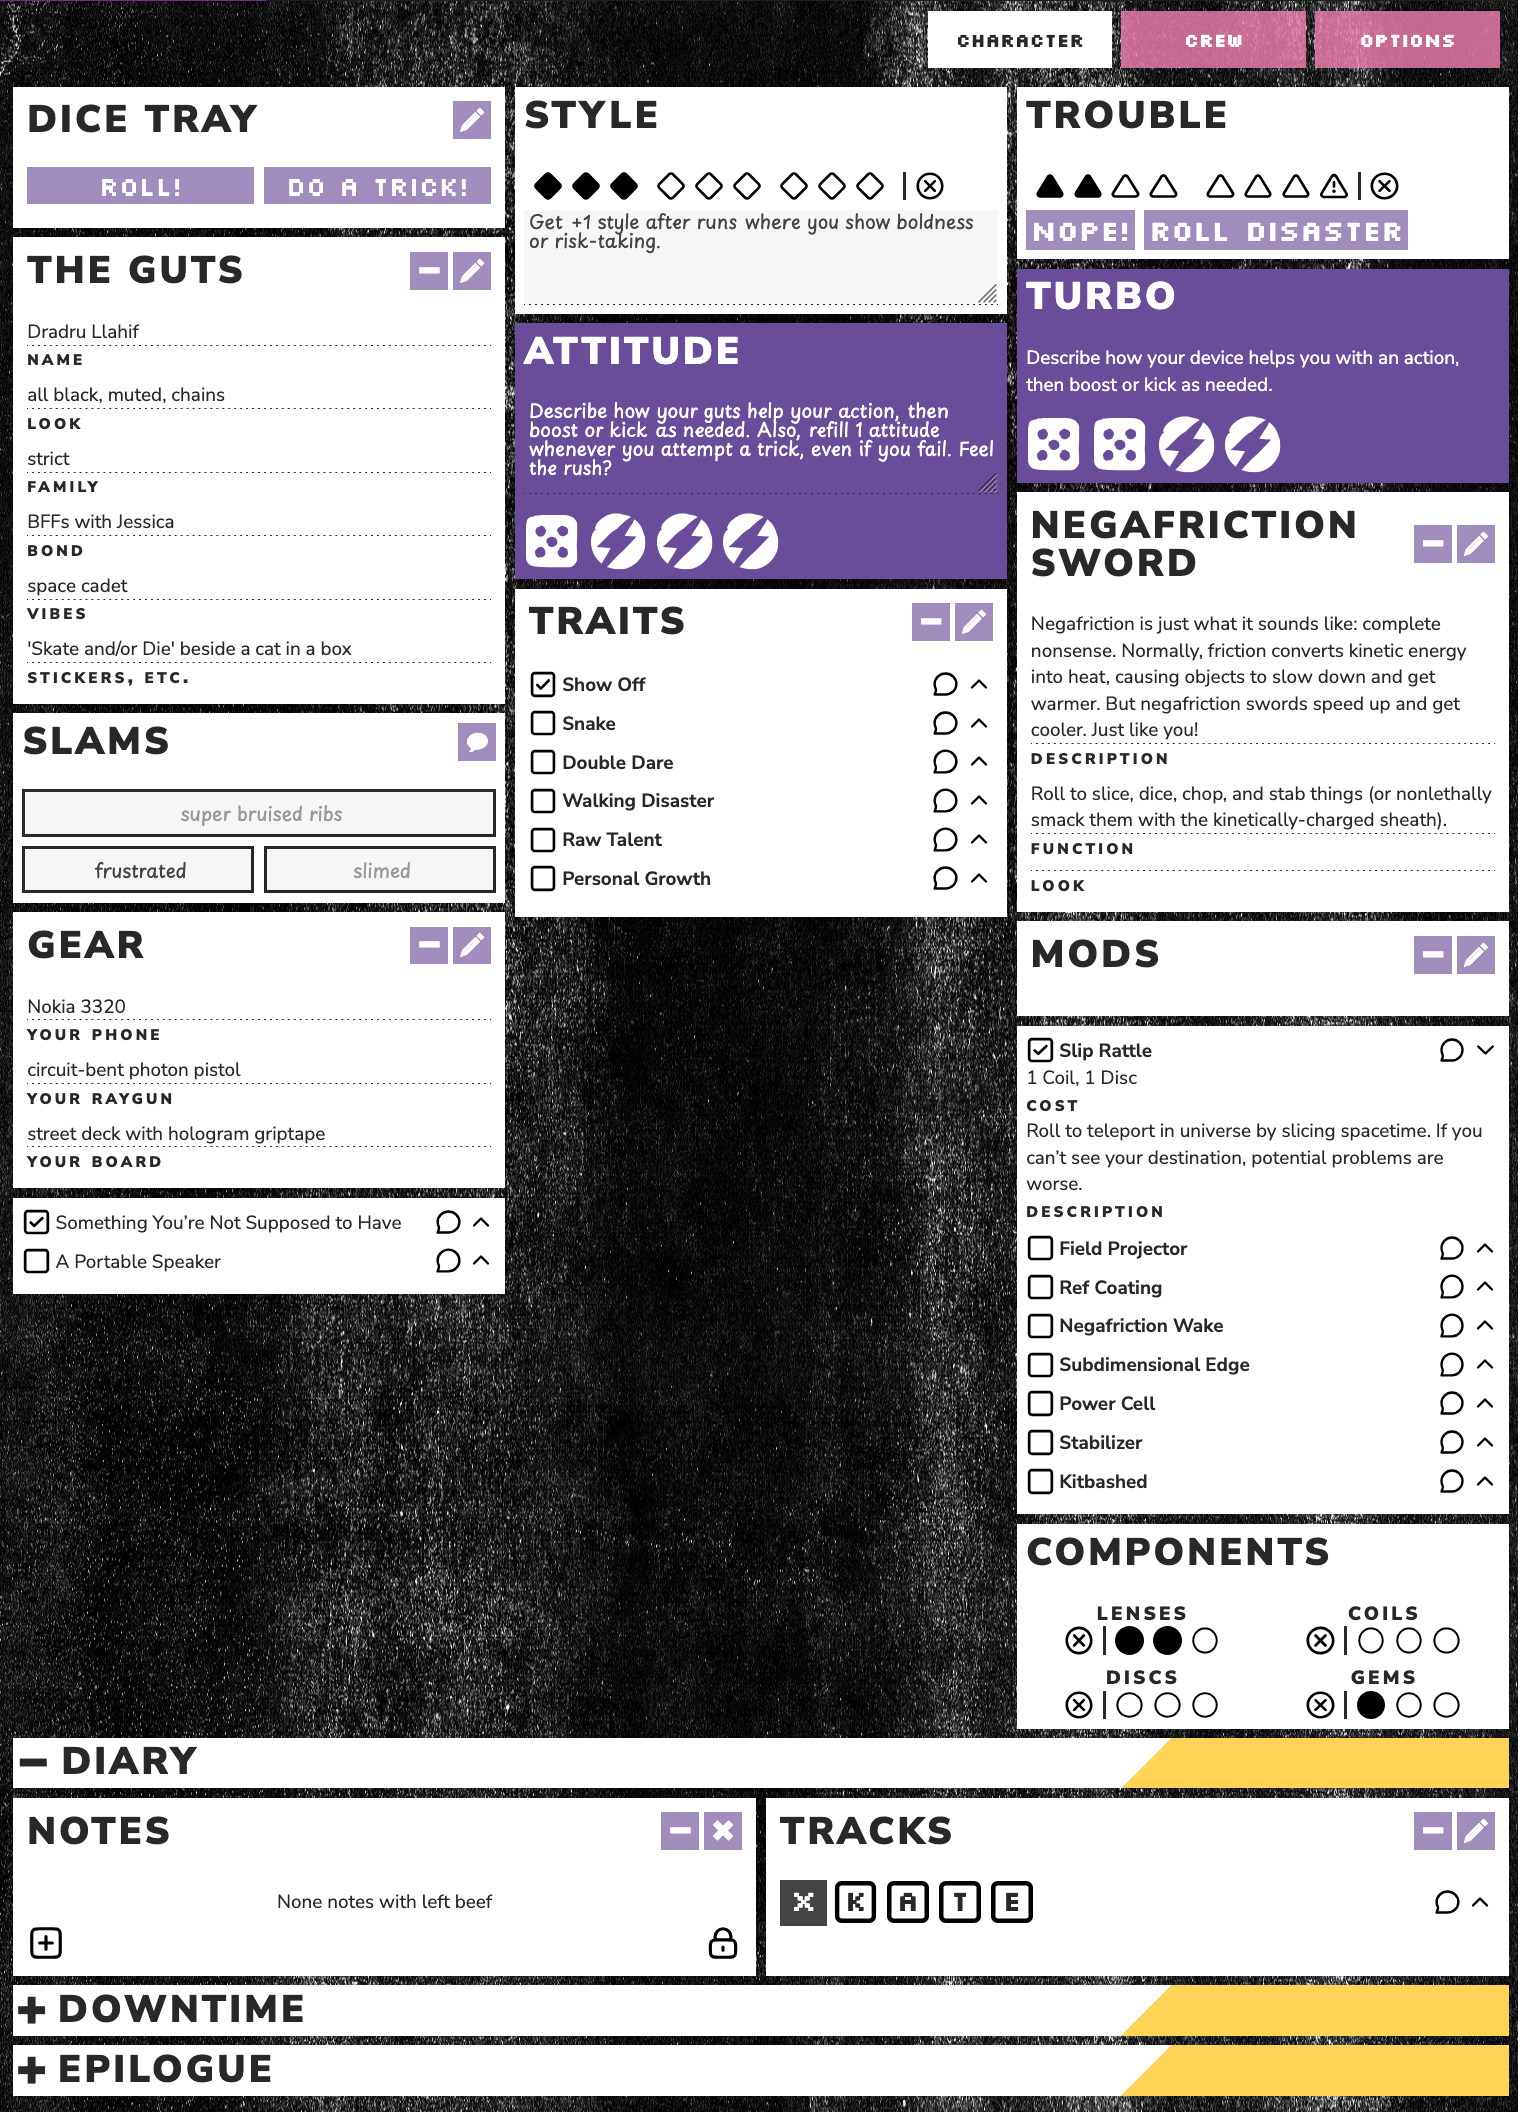 CHARACTER
CREW
OPTIONS
DICE TRAY
ROLL!
DO A TRICK!
THE GUTS
Dradru Llahif
NAME
all black, muted, chains
LOOK
strict
FAMILY
BFFs with Jessica
BOND
space cadet
VIBES
'Skate and/or Die' beside a cat in a box
STICKERS, ETC.
SLAMS
super bruised ribs
frustrated
slimed
GEAR
Nokia 3320
YOUR PHONE
circuit-bent photon pistol
YOUR RAYGUN
street deck with hologram griptape
YOUR BOARD
Something You're Not Supposed to Have
A Portable Speaker
STYLE
Get +1 style after runs where you show boldness
or risk-taking.
ATTITUDE
Describe how your guts help your action, then
boost or kick as needed. Also, refill 1 attitude
whenever you attempt a trick, even if you fail. Feel
the rush?
TRAITS
Show Off
Snake
Double Dare
Walking Disaster
Raw Talent
Personal Growth
TROUBLE
NOPE!
ROLL DISASTER
TURBO
Describe how your device helps you with an action,
then boost or kick as needed.
NEGAFRICTION
SWORD
Negafriction is just what it sounds like: complete
nonsense. Normally, friction converts kinetic energy
into heat, causing objects to slow down and get
warmer. But negafriction swords speed up and get
cooler. Just like you!
DESCRIPTION
Roll to slice, dice, chop, and stab things (or nonlethally
smack them with the kinetically-charged sheath).
FUNCTION
LOOK
MODS
Slip Rattle
1 Coil, 1 Disc
COST
Roll to teleport in universe by slicing spacetime. If you
can't see your destination, potential problems are
worse.
DESCRIPTION
Field Projector
Ref Coating
Negafriction Wake
Subdimensional Edge
Power Cell
Stabilizer
Kitbashed
COMPONENTS
LENSES
COILS
DISCS
GEMS
DIARY
NOTES
None notes with left beef
TRACKS
X K A T E
DOWNTIME
EPILOGUE